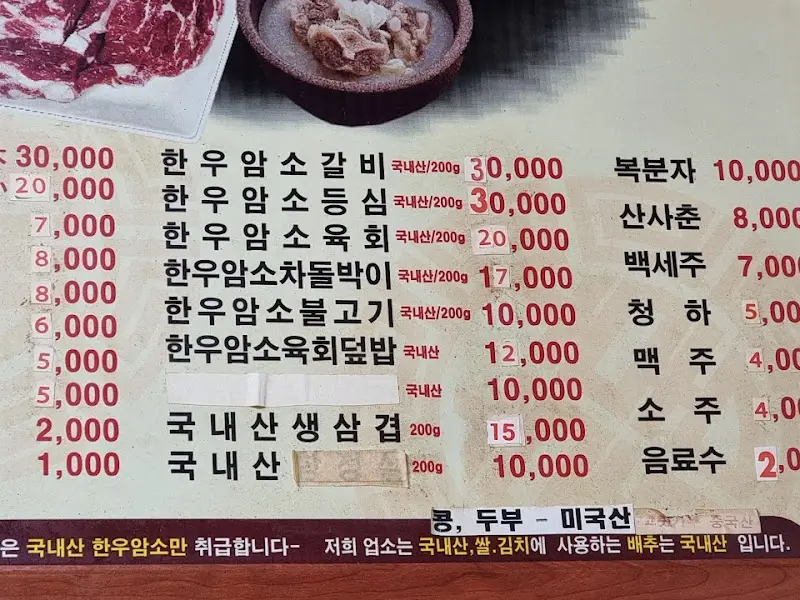 大 30,000
小 20,000
7,000
8,000
8,000
6,000
5,000
5,000
2,000
1,000
한우암소갈비 국내산/200g 30,000
한우암소등심 국내산/200g 30,000
한우암소육회 국내산/200g 20,000
한우암소차돌박이 국내산/200g 17,000
한우암소불고기 국내산/200g 10,000
한우암소육회덮밥 국내산 12,000
국내산 10,000
국내산생삼겹 200g 15,000
국내산 200g 10,000
복분자 10,000
산사춘 8,000
백세주 7,000
청하 5,00
맥주 4,00
소주 4,0
음료수 2,0
콩, 두부 - 미국산 중국산
은 국내산 한우암소만 취급합니다- 저희 업소는 국내산,쌀.김치에 사용하는 배추는 국내산 입니다.